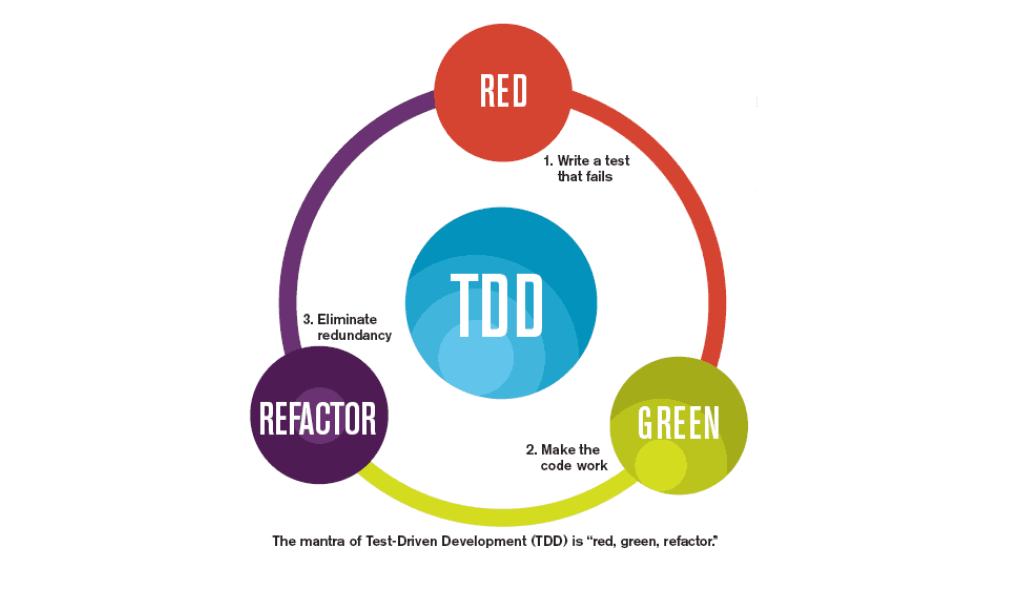 RED
1. Write a test
that fails
TDD
3. Eliminate
redundancy
REFACTOR
GREEN
2. Make the
code work
The mantra of Test-Driven Development (TDD) is “red, green, refactor.”